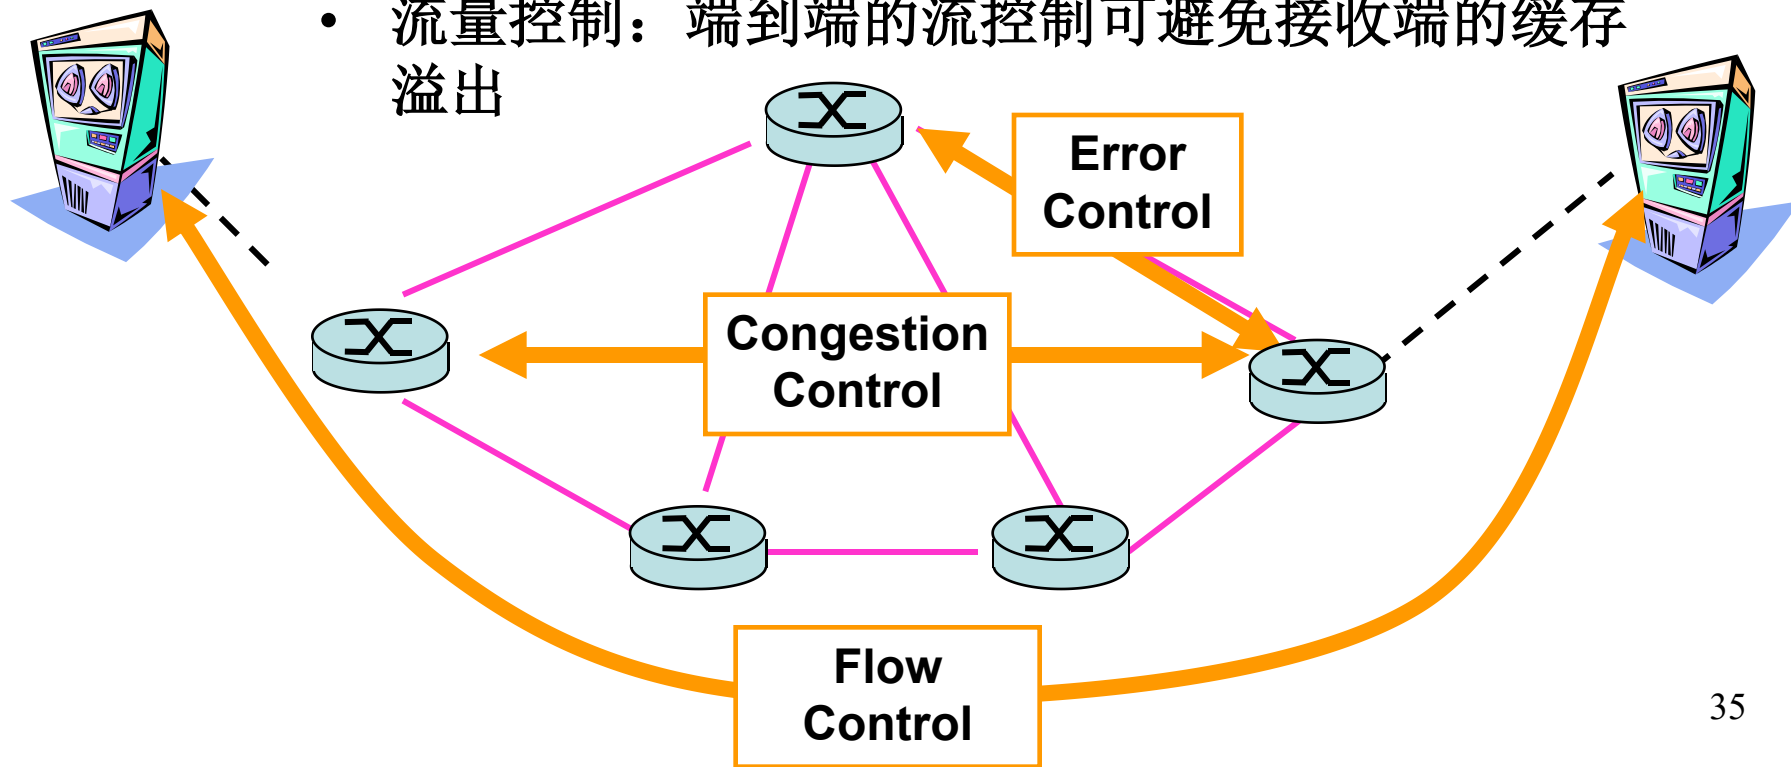 • 流量控制：端到端的流控制可避免接收端的缓存
溢出
Error
Control
Congestion
Control
Flow
Control
35